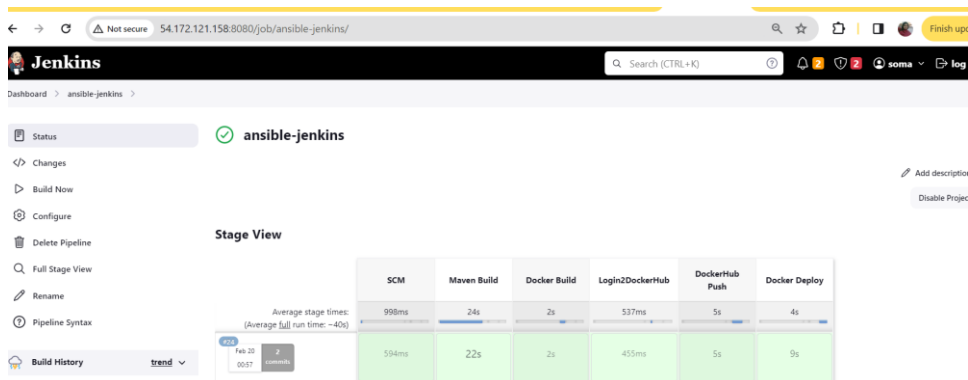 Not secure 54.172.121.158:8080/job/ansible-jenkins/ Finish upd
Jenkins Search (CTRL+K) ? 2 2 soma log
Dashboard > ansible-jenkins >
Status
Changes
Build Now
Configure
Delete Pipeline
Full Stage View
Rename
Pipeline Syntax
Build History trend
ansible-jenkins
Add description
Disable Projec
Stage View
SCM Maven Build Docker Build Login2DockerHub DockerHub Push Docker Deploy
Average stage times: 998ms 24s 2s 537ms 5s 4s
(Average full run time: ~40s)
#24
Feb 20 2
00:57 commits
594ms 22s 2s 455ms 5s 9s